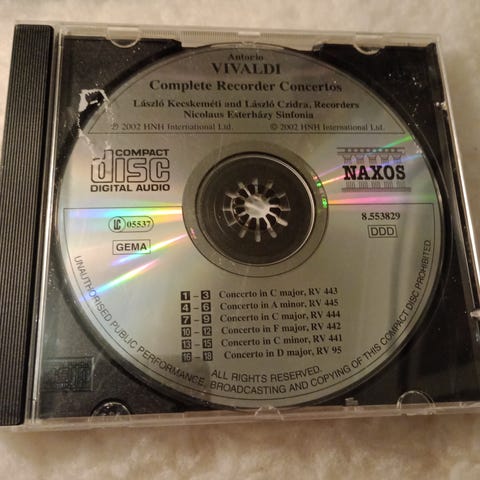 Antonio
VIVALDI
Complete Recorder Concertos
László Kecskeméti and László Czidra, Recorders
Nicolaus Esterházy Sinfonia
℗ 2002 HNH International Ltd. © 2002 HNH International Ltd.
COMPACT
disc
DIGITAL AUDIO
NAXOS
LC 05537
8.553829
GEMA
DDD
1 – 3 Concerto in C major, RV 443
4 – 6 Concerto in A minor, RV 445
7 – 9 Concerto in C major, RV 444
10 – 12 Concerto in F major, RV 442
13 – 15 Concerto in C minor, RV 441
16 – 18 Concerto in D major, RV 95
ALL RIGHTS RESERVED.
UNAUTHORISED PUBLIC PERFORMANCE, BROADCASTING AND COPYING OF THIS COMPACT DISC PROHIBITED